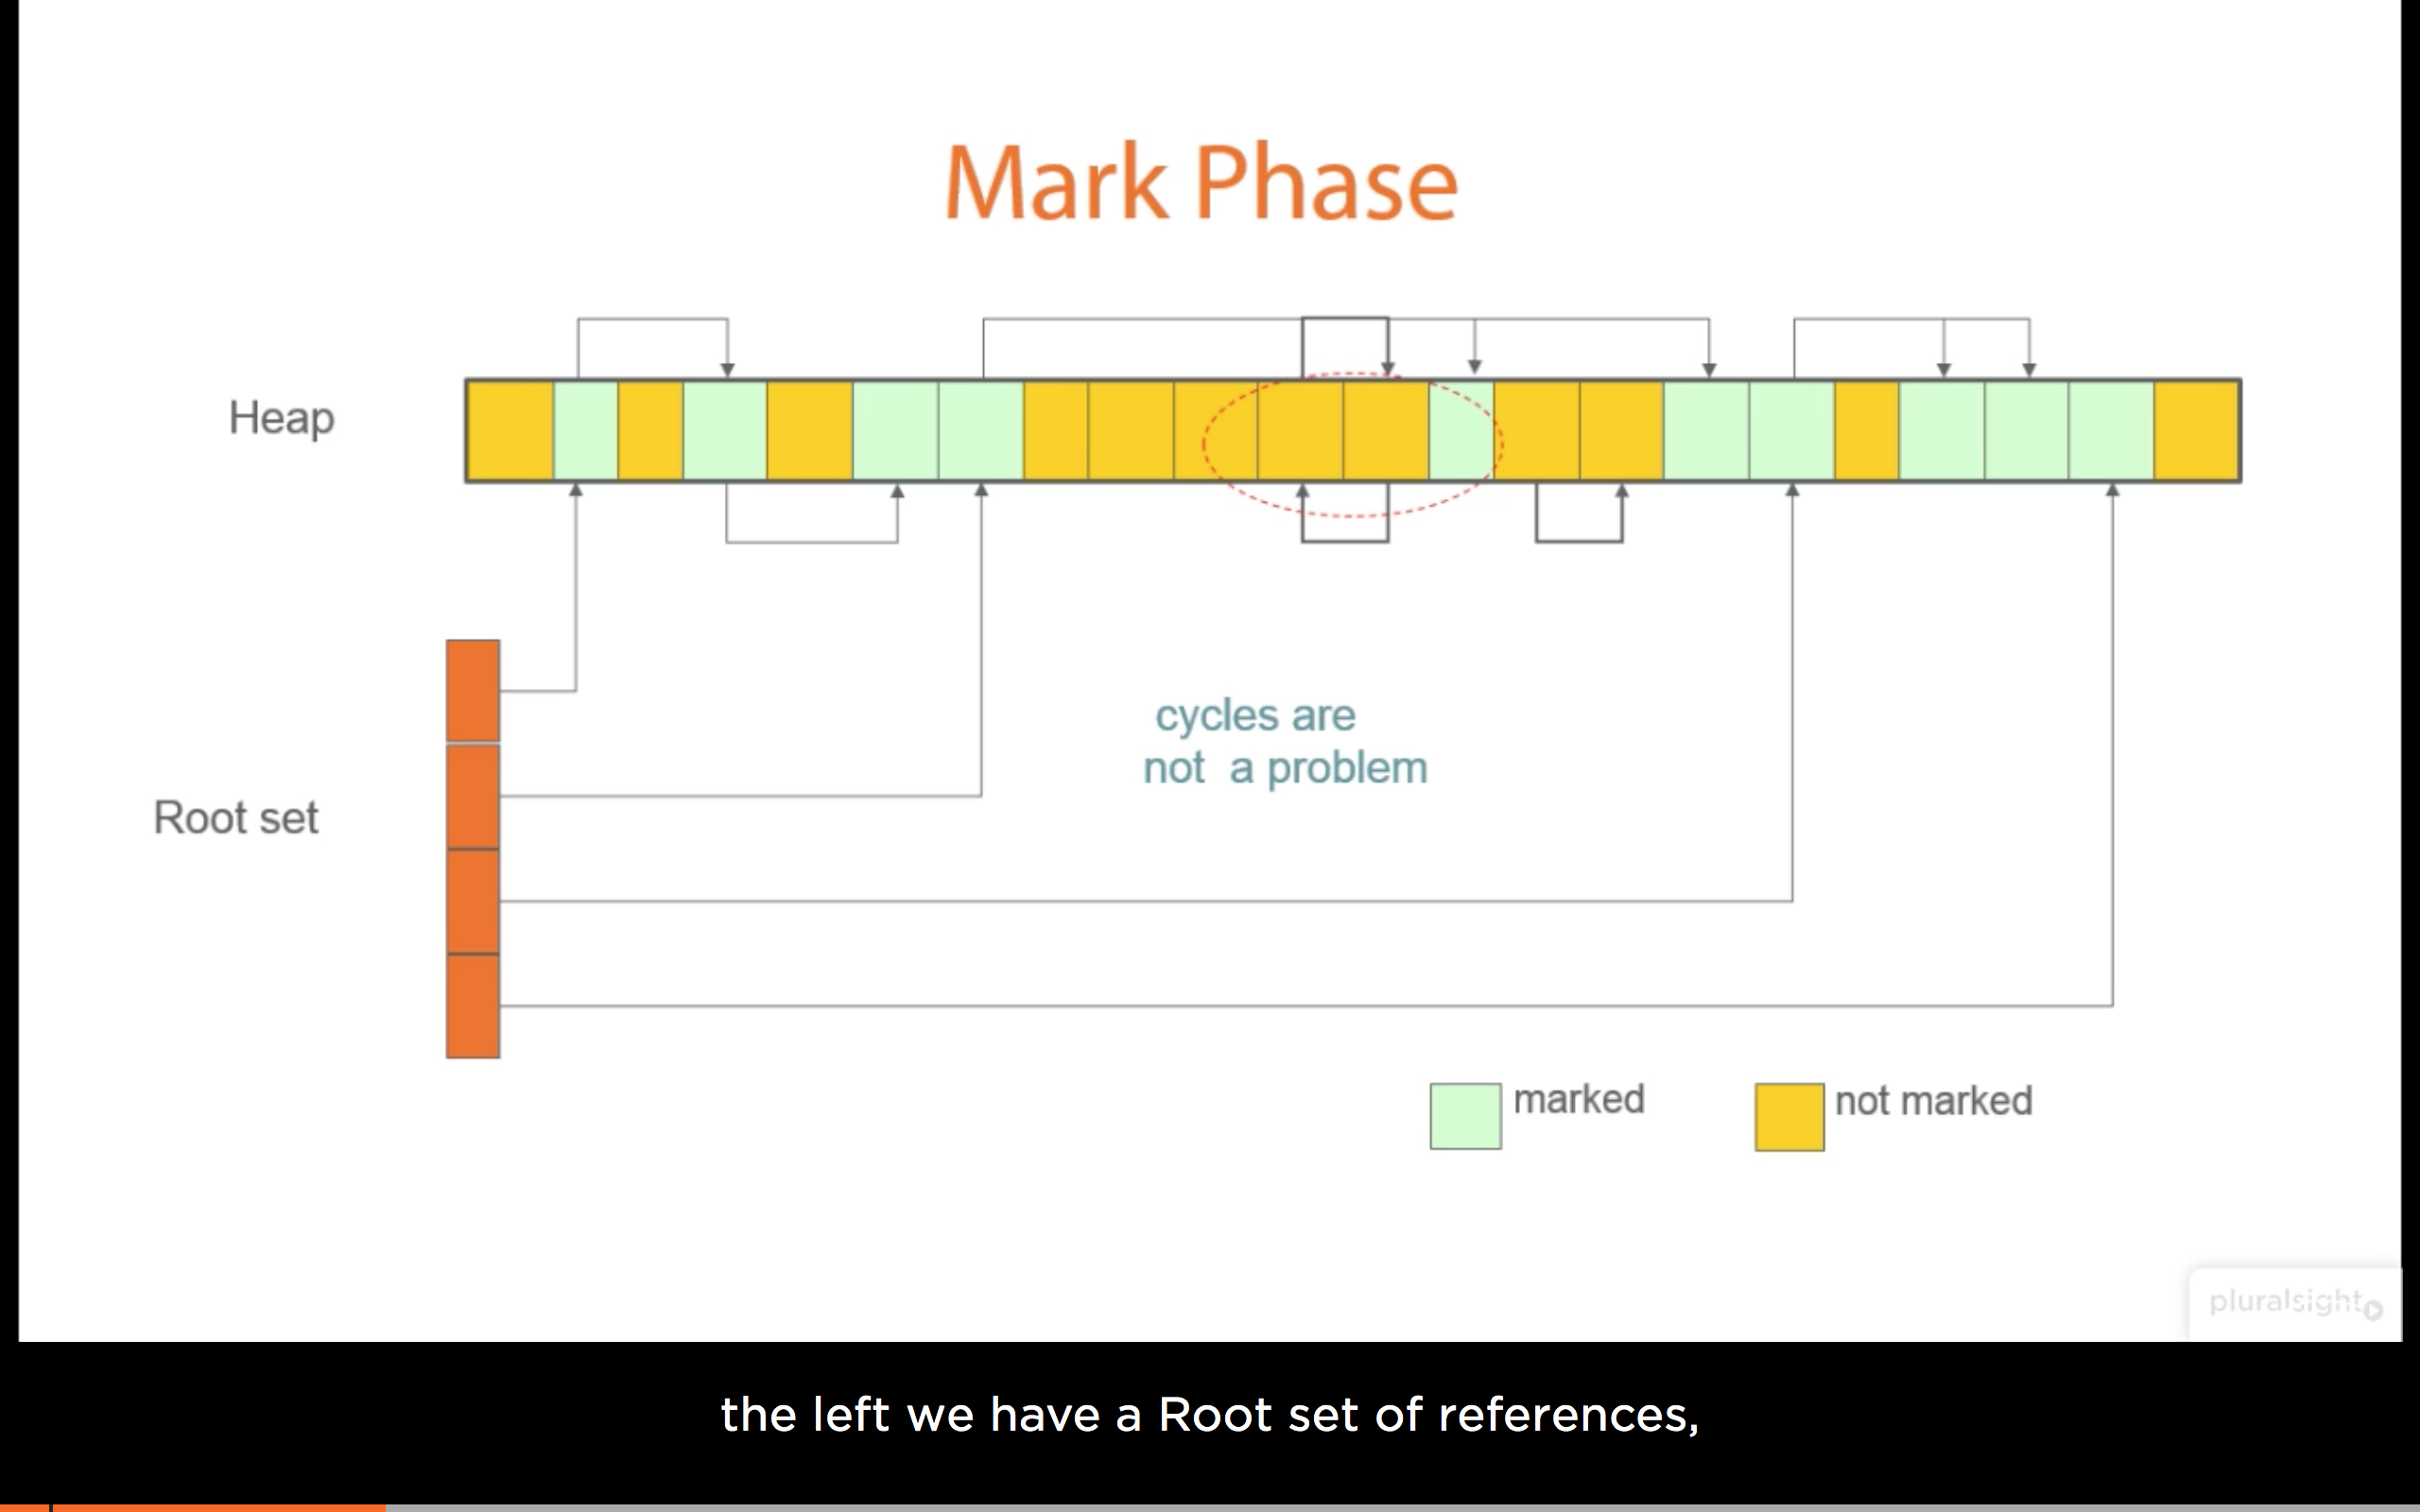 Mark Phase
Heap
Root set
cycles are
not a problem
marked
not marked
pluralsight
the left we have a Root set of references,